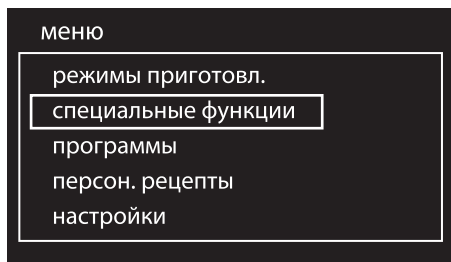 меню
режимы приготовл.
специальные функции
программы
персон. рецепты
настройки